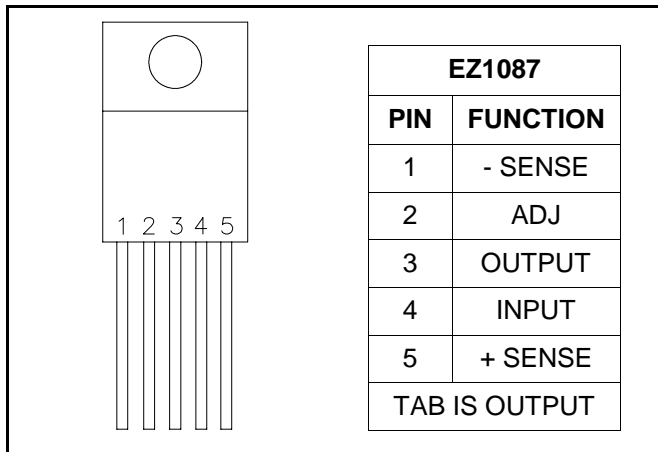 1 2 3 4 5
EZ1087
PIN FUNCTION
1 - SENSE
2 ADJ
3 OUTPUT
4 INPUT
5 + SENSE
TAB IS OUTPUT